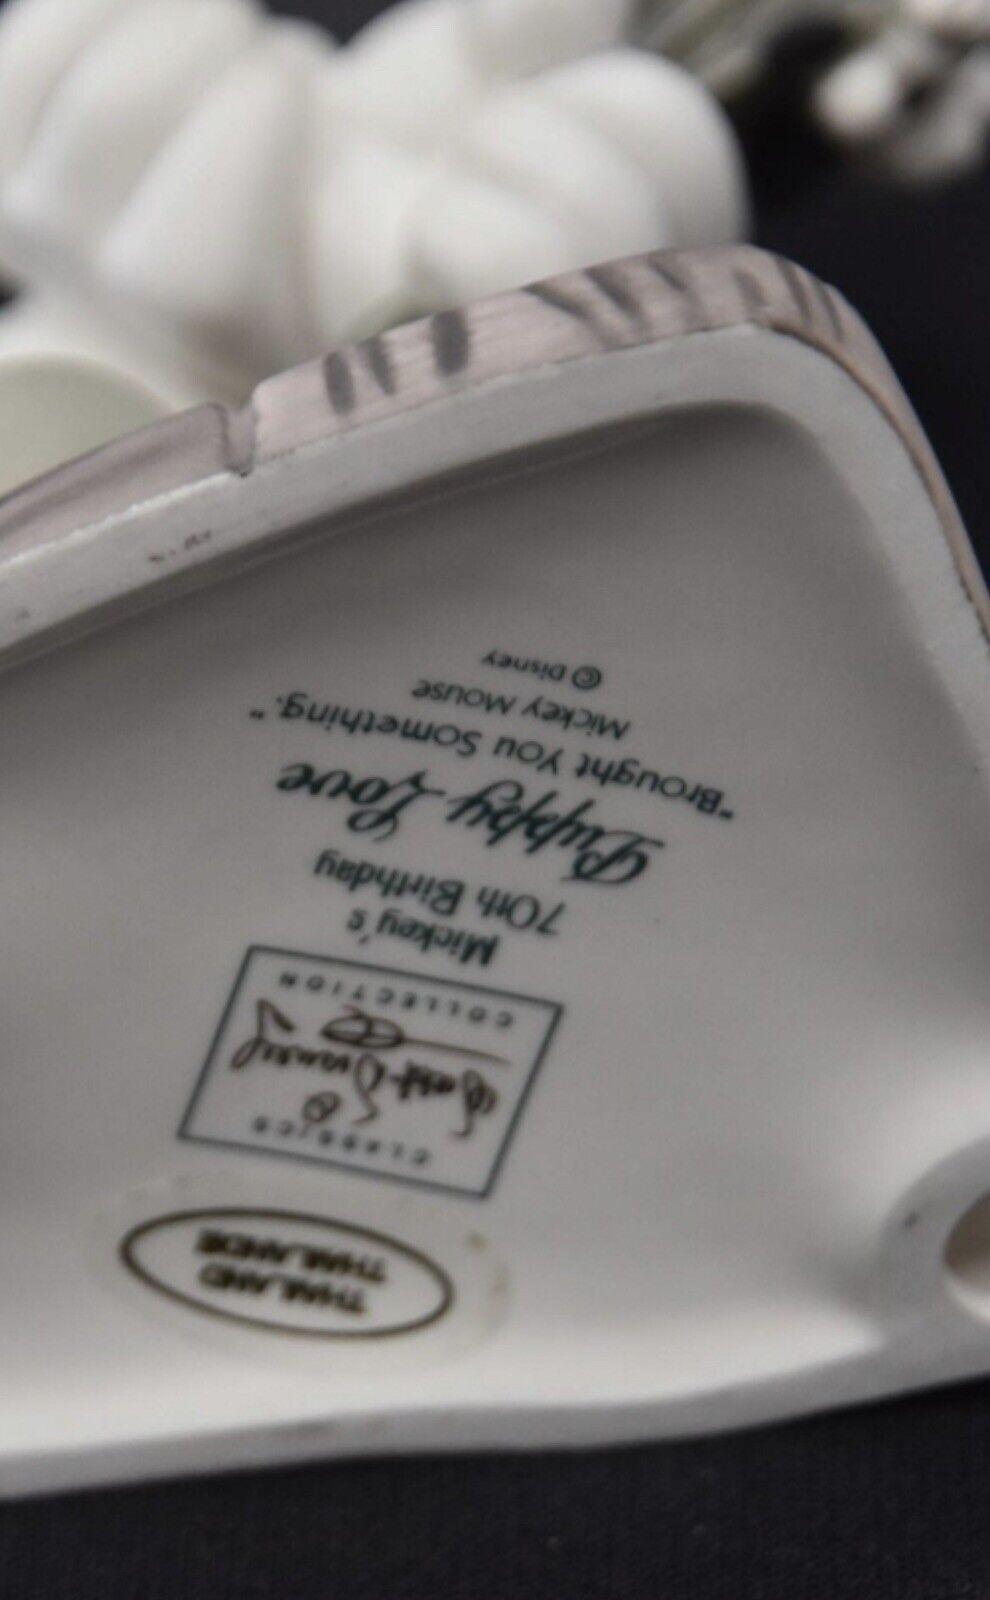 THAILAND
THAILANDE
CLASSICS
Walt Disney
COLLECTION
Mickey's
70th Birthday
Puppy Love
"Brought You Something."
Mickey Mouse
© Disney